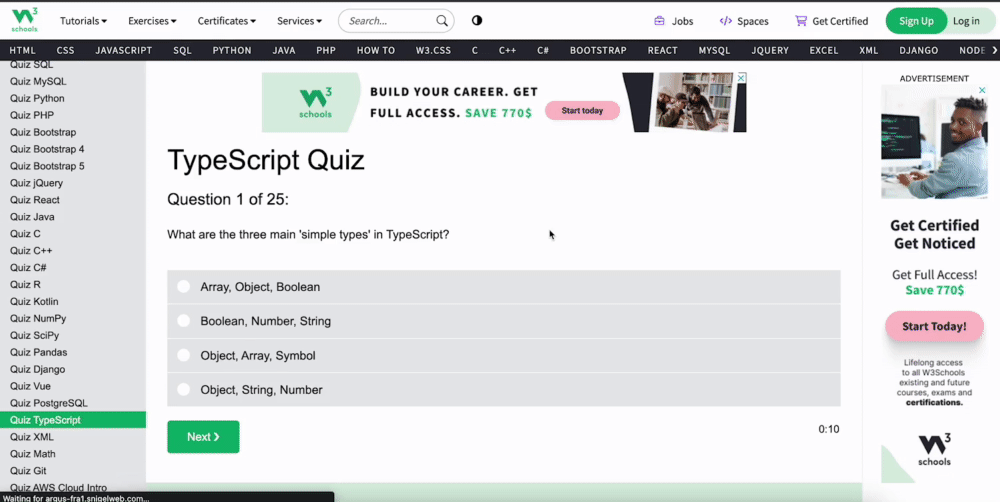 W3
schools
Tutorials Exercises Certificates Services Search... Jobs Spaces Get Certified Sign Up Log in
HTML CSS JAVASCRIPT SQL PYTHON JAVA PHP HOW TO W3.CSS C C++ C# BOOTSTRAP REACT MYSQL JQUERY EXCEL XML DJANGO NODE
Quiz SQL
Quiz MySQL
Quiz Python
Quiz PHP
Quiz Bootstrap
Quiz Bootstrap 4
Quiz Bootstrap 5
Quiz jQuery
Quiz React
Quiz Java
Quiz C
Quiz C++
Quiz C#
Quiz R
Quiz Kotlin
Quiz NumPy
Quiz SciPy
Quiz Pandas
Quiz Django
Quiz Vue
Quiz PostgreSQL
Quiz TypeScript
Quiz XML
Quiz Math
Quiz Git
Quiz AWS Cloud Intro
Waiting for argus-fra1.snigelweb.com...
W3
schools
BUILD YOUR CAREER. GET
FULL ACCESS. SAVE 770$
Start today
TypeScript Quiz
Question 1 of 25:
What are the three main 'simple types' in TypeScript?
Array, Object, Boolean
Boolean, Number, String
Object, Array, Symbol
Object, String, Number
Next ❯
0:10
ADVERTISEMENT
Get Certified
Get Noticed
Get Full Access!
Save 770$
Start Today!
Lifelong access
to all W3Schools
existing and future
courses, exams and
certifications.
W3
schools